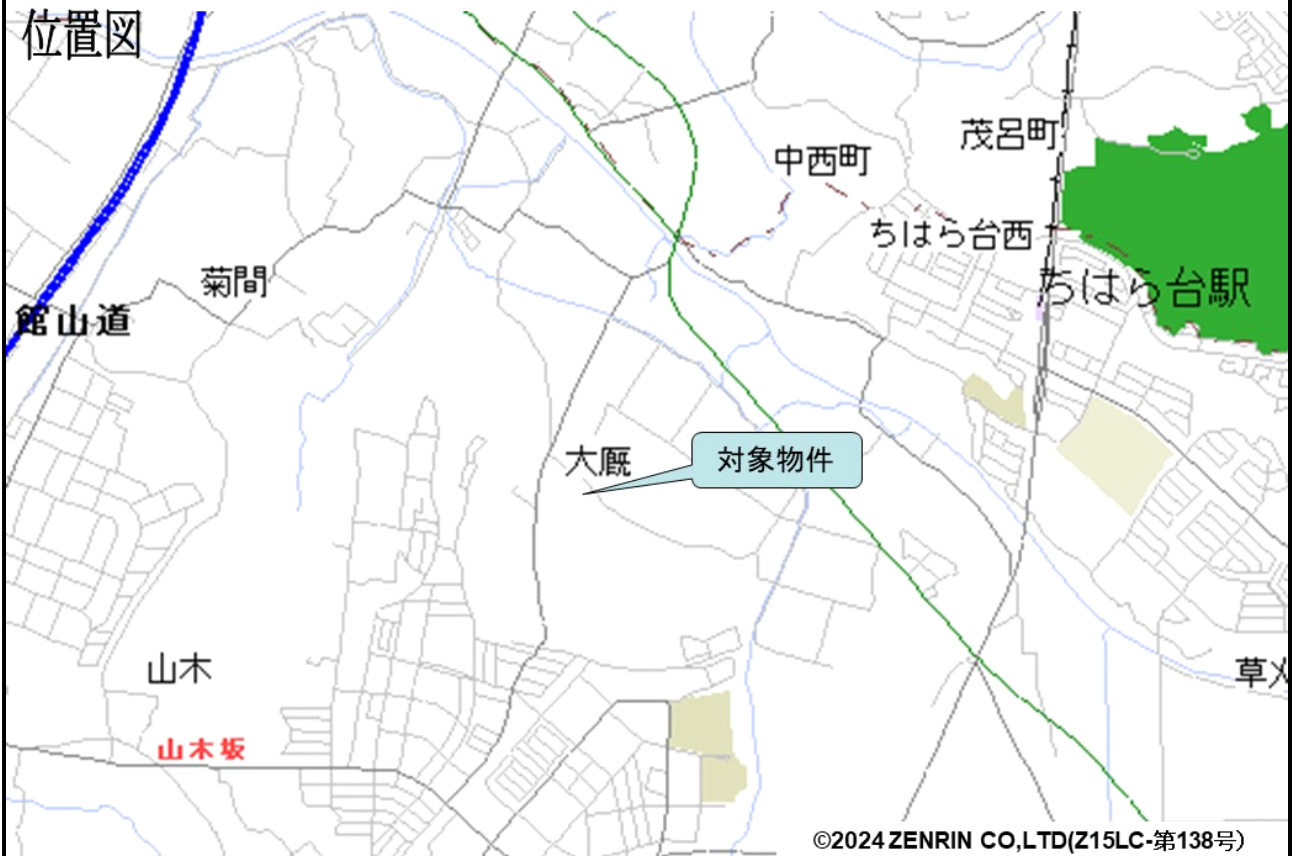 位置図
茂呂町
中西町
ちはら台西
菊間
ちはら台駅
館山道
大厩
対象物件
山木
草刈
山木坂
©2024 ZENRIN CO,LTD(Z15LC-第138号)